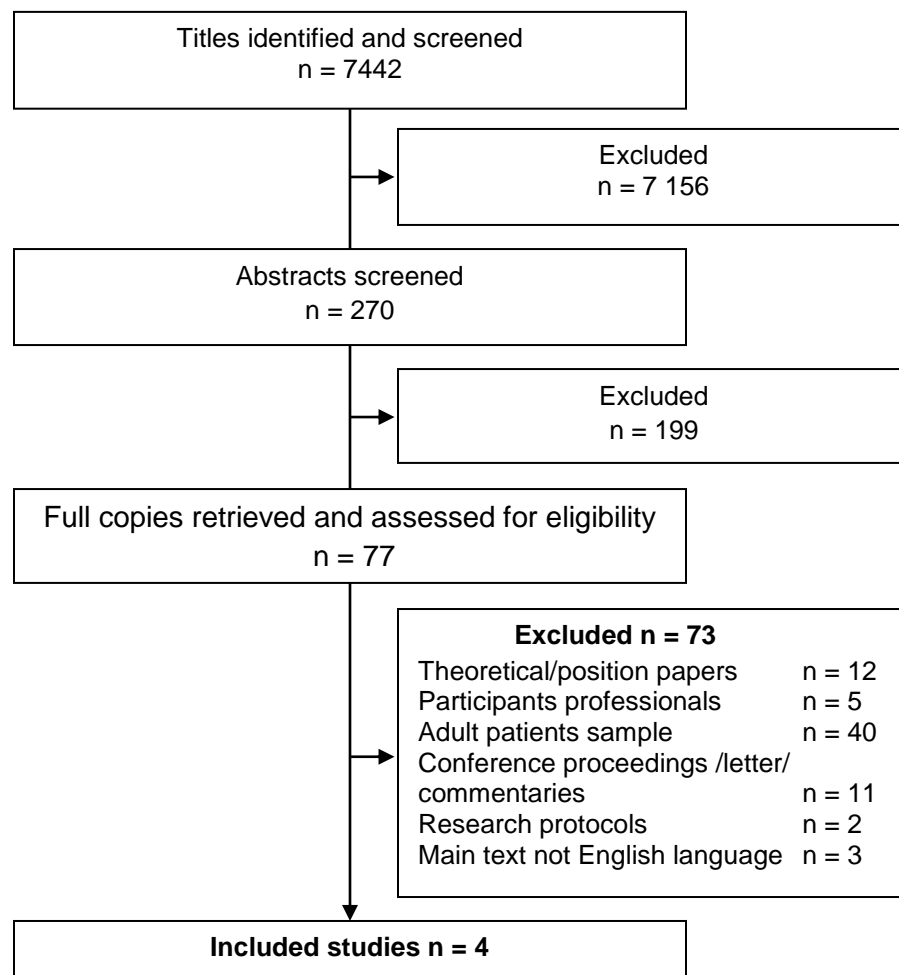 Titles identified and screened
n = 7442
Excluded
n = 7 156
Abstracts screened
n = 270
Excluded
n = 199
Full copies retrieved and assessed for eligibility
n = 77
Excluded n = 73
Theoretical/position papers n = 12
Participants professionals n = 5
Adult patients sample n = 40
Conference proceedings /letter/
commentaries n = 11
Research protocols n = 2
Main text not English language n = 3
Included studies n = 4